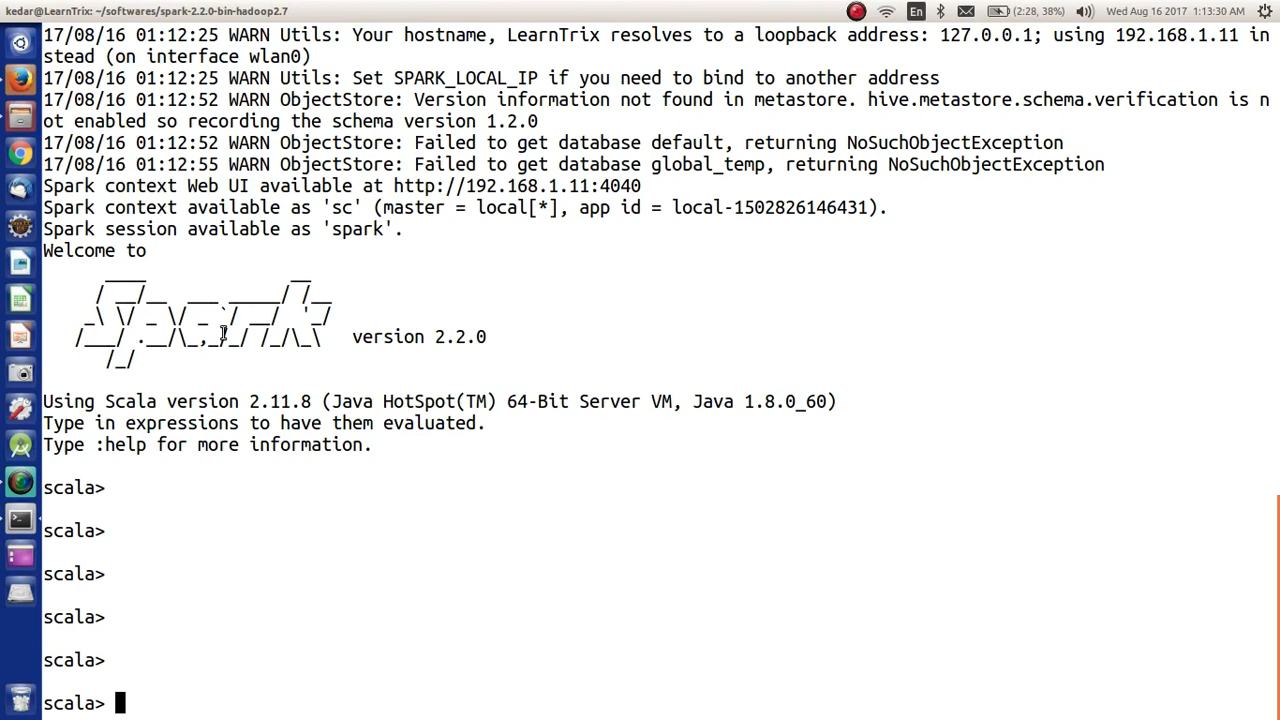 kedar@LearnTrix: ~/softwares/spark-2.2.0-bin-hadoop2.7
En
(2:28, 38%)
Wed Aug 16 2017 1:13:30 AM
17/08/16 01:12:25 WARN Utils: Your hostname, LearnTrix resolves to a loopback address: 127.0.0.1; using 192.168.1.11 in
stead (on interface wlan0)
17/08/16 01:12:25 WARN Utils: Set SPARK_LOCAL_IP if you need to bind to another address
17/08/16 01:12:52 WARN ObjectStore: Version information not found in metastore. hive.metastore.schema.verification is n
ot enabled so recording the schema version 1.2.0
17/08/16 01:12:52 WARN ObjectStore: Failed to get database default, returning NoSuchObjectException
17/08/16 01:12:55 WARN ObjectStore: Failed to get database global_temp, returning NoSuchObjectException
Spark context Web UI available at http://192.168.1.11:4040
Spark context available as 'sc' (master = local[*], app id = local-1502826146431).
Spark session available as 'spark'.
Welcome to
Spark version 2.2.0
Using Scala version 2.11.8 (Java HotSpot(TM) 64-Bit Server VM, Java 1.8.0_60)
Type in expressions to have them evaluated.
Type :help for more information.
scala>
scala>
scala>
scala>
scala>
scala>